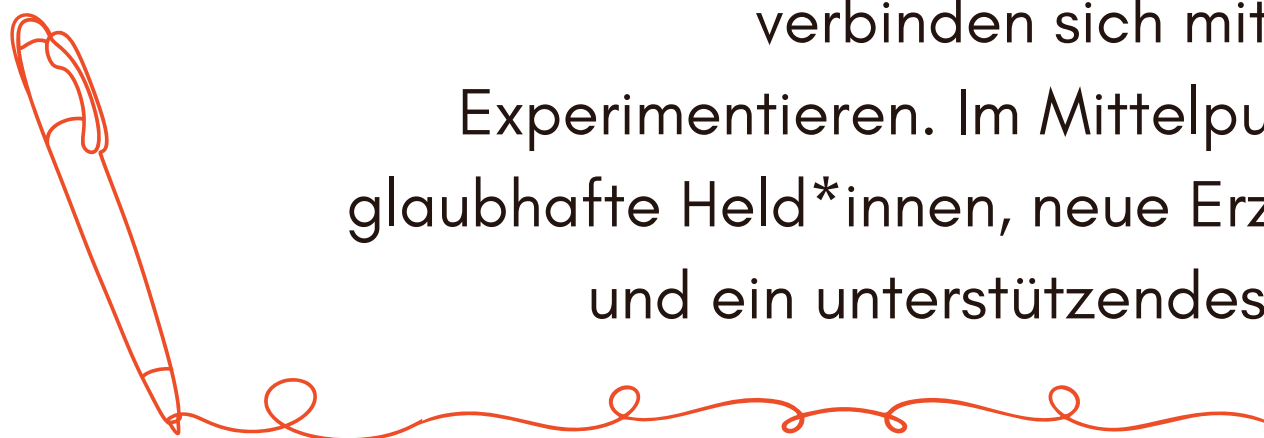 verbinden sich mit
Experimentieren. Im Mittelpu
glaubhafte Held*innen, neue Erz
und ein unterstützendes